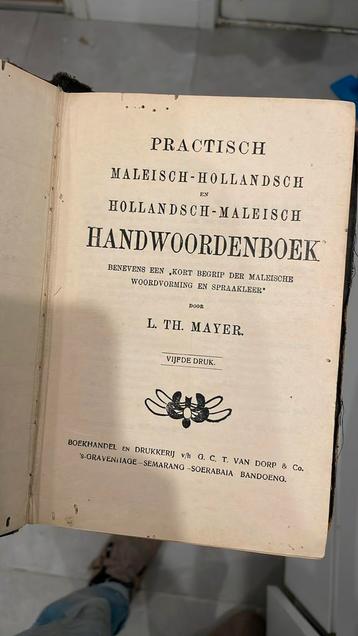 PRACTISCH
MALEISCH-HOLLANDSCH
EN
HOLLANDSCH-MALEISCH
HANDWOORDENBOEK
BENEVENS EEN „KORT BEGRIP DER MALEISCHE
WOORDVORMING EN SPRAAKLEER"
DOOR
L. TH. MAYER.
VIJFDE DRUK.
BOEKHANDEL EN DRUKKERIJ v/h G. C. T. VAN DORP & Co.
'S-GRAVENHAGE—SEMARANG—SOERABAIA BANDOENG.